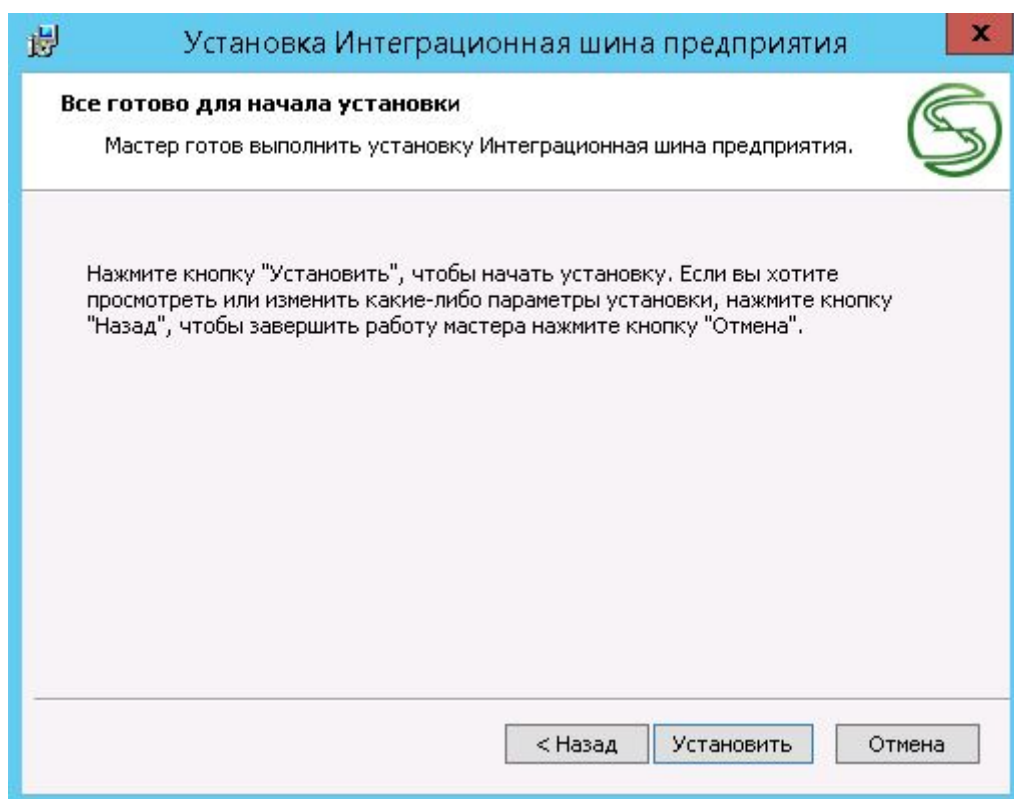 Установка Интеграционная шина предприятия
x
Все готово для начала установки
Мастер готов выполнить установку Интеграционная шина предприятия.
Нажмите кнопку "Установить", чтобы начать установку. Если вы хотите
просмотреть или изменить какие-либо параметры установки, нажмите кнопку
"Назад", чтобы завершить работу мастера нажмите кнопку "Отмена".
< Назад
Установить
Отмена